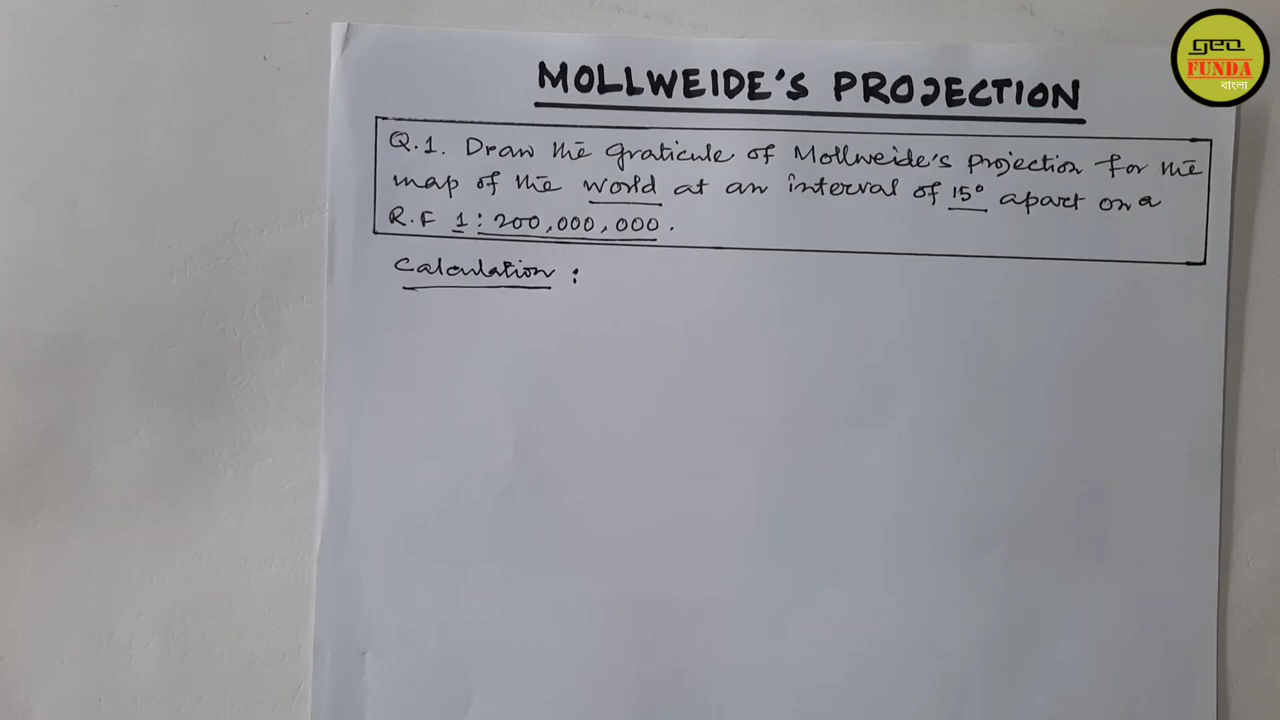 geo
FUNDA
বাংলা
MOLLWEIDE'S PROJECTION
Q.1. Draw the graticule of Mollweide's Projection for the
map of the world at an interval of 15° apart on a
R.F 1:200,000,000.
Calculation :